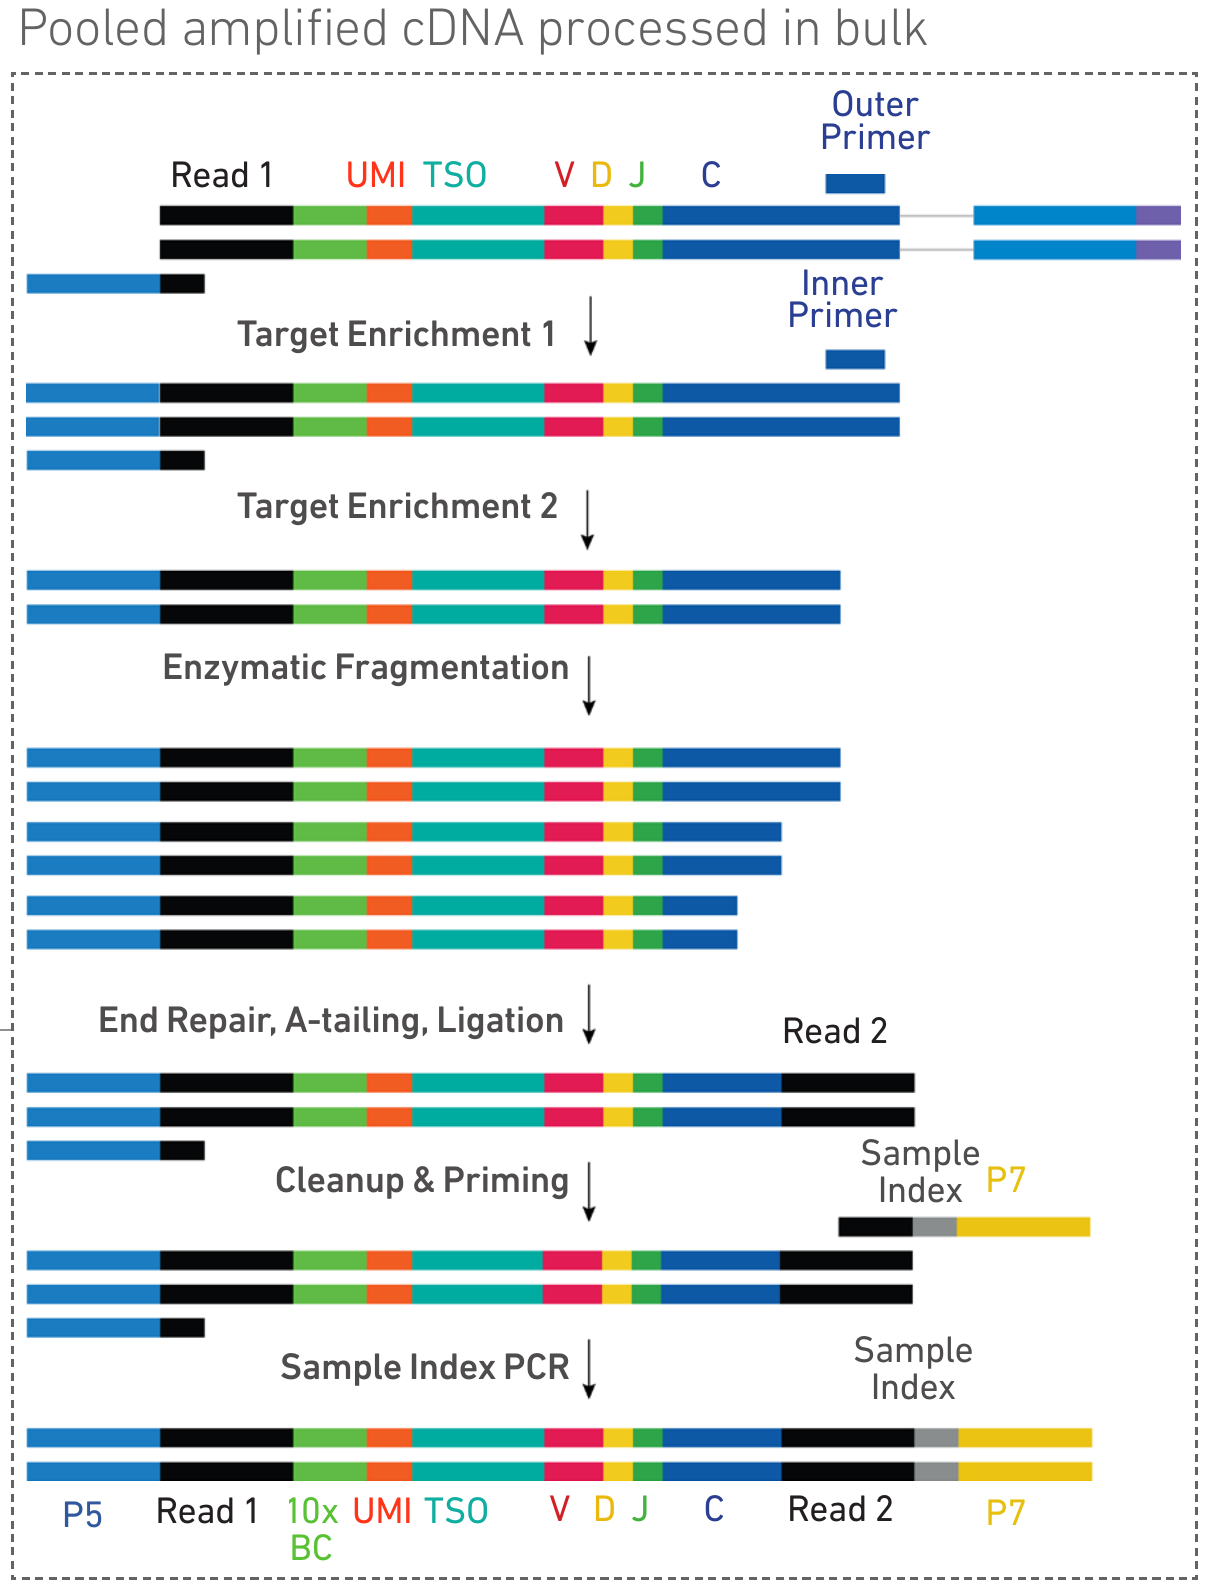 Pooled amplified cDNA processed in bulk
Outer
Primer
Read 1 UMI TSO V D J C
Inner
Primer
Target Enrichment 1
Target Enrichment 2
Enzymatic Fragmentation
End Repair, A-tailing, Ligation
Read 2
Sample
Index P7
Cleanup & Priming
Sample
Index
Sample Index PCR
P5 Read 1 10x UMI TSO V D J C Read 2 P7
BC